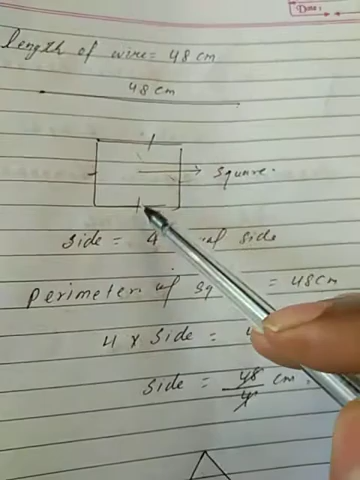 Date:
length of wire = 48 cm
48 cm
square.
side = 4 side
Perimeter of = 48 cm
4 x side =
side = 48/4 cm